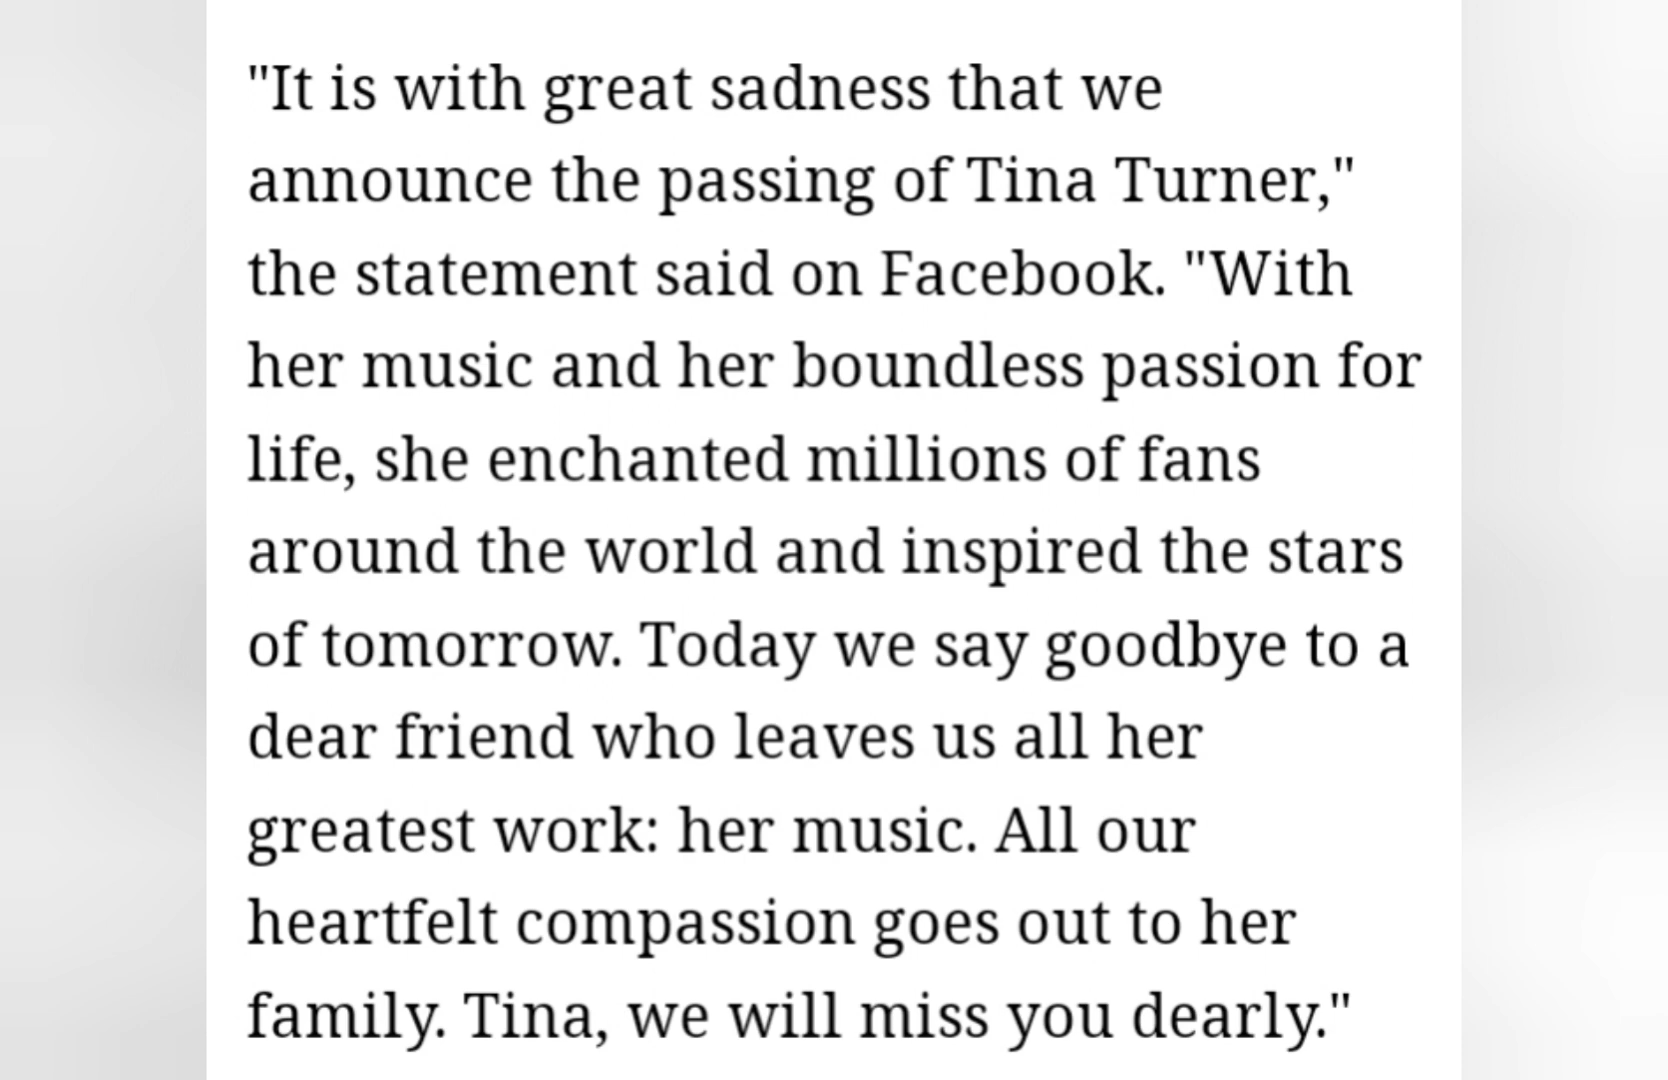 "It is with great sadness that we
announce the passing of Tina Turner,"
the statement said on Facebook. "With
her music and her boundless passion for
life, she enchanted millions of fans
around the world and inspired the stars
of tomorrow. Today we say goodbye to a
dear friend who leaves us all her
greatest work: her music. All our
heartfelt compassion goes out to her
family. Tina, we will miss you dearly."